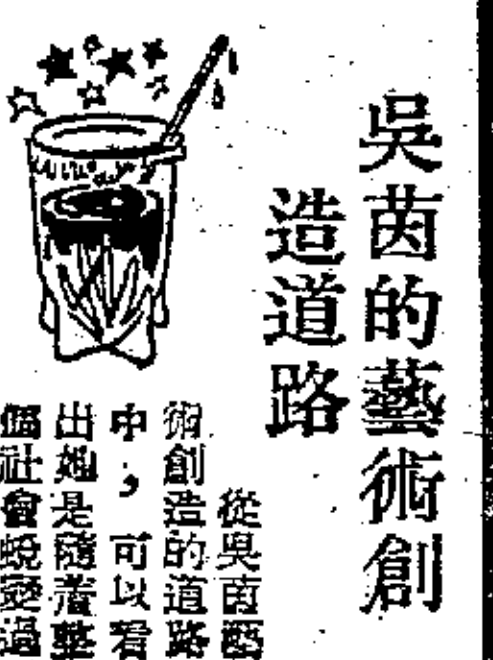 吳茵的藝術創
造道路
從吳茵藝
術創造的道路
中，可以看
出她是隨着整
個社會蛻變過